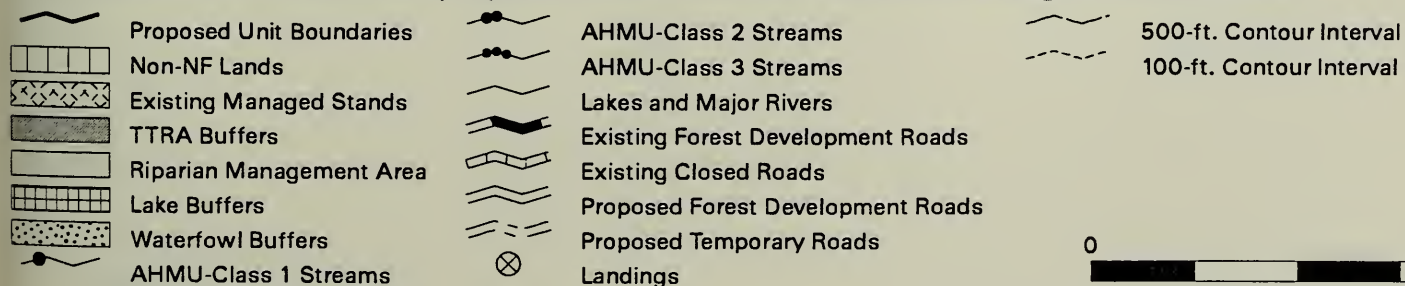 Proposed Unit Boundaries
Non-NF Lands
Existing Managed Stands
TTRA Buffers
Riparian Management Area
Lake Buffers
Waterfowl Buffers
AHMU-Class 1 Streams
AHMU-Class 2 Streams
AHMU-Class 3 Streams
Lakes and Major Rivers
Existing Forest Development Roads
Existing Closed Roads
Proposed Forest Development Roads
Proposed Temporary Roads
Landings
500-ft. Contour Interval
100-ft. Contour Interval
0